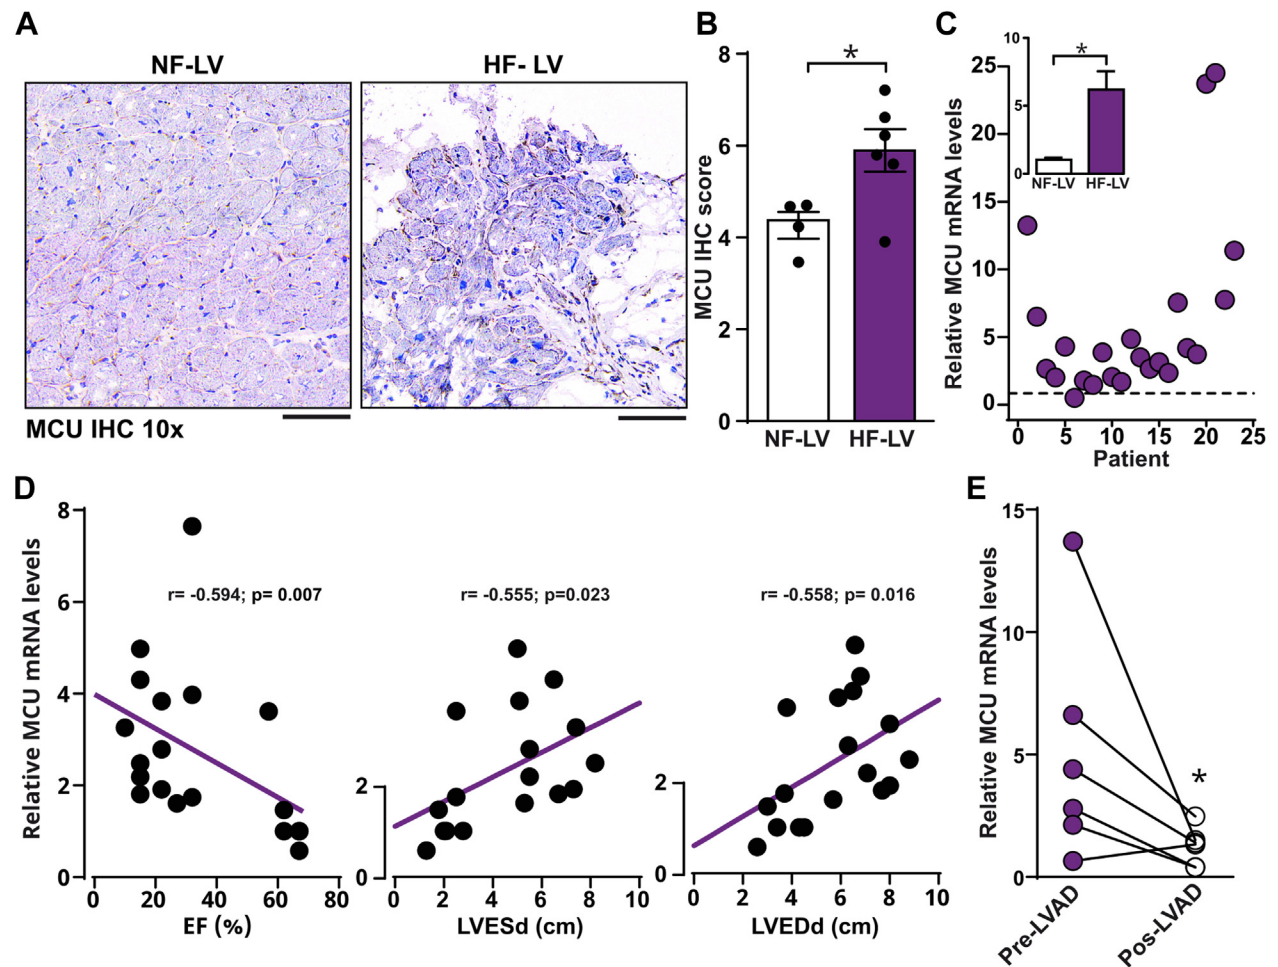 A
NF-LV
HF- LV
MCU IHC 10x
B
MCU IHC score
8
6
4
2
0
*
NF-LV
HF-LV
C
Relative MCU mRNA levels
25
20
15
10
5
0
10
5
0
*
NF-LV
HF-LV
0 5 10 15 20 25
Patient
D
Relative MCU mRNA levels
8
6
4
2
0
r= -0.594; p= 0.007
0 20 40 60 80
EF (%)
r= -0.555; p=0.023
2
0
0 2 4 6 8 10
LVESd (cm)
r= -0.558; p= 0.016
2
0
0 2 4 6 8 10
LVEDd (cm)
E
Relative MCU mRNA levels
15
10
5
0
*
Pre-LVAD
Pos-LVAD